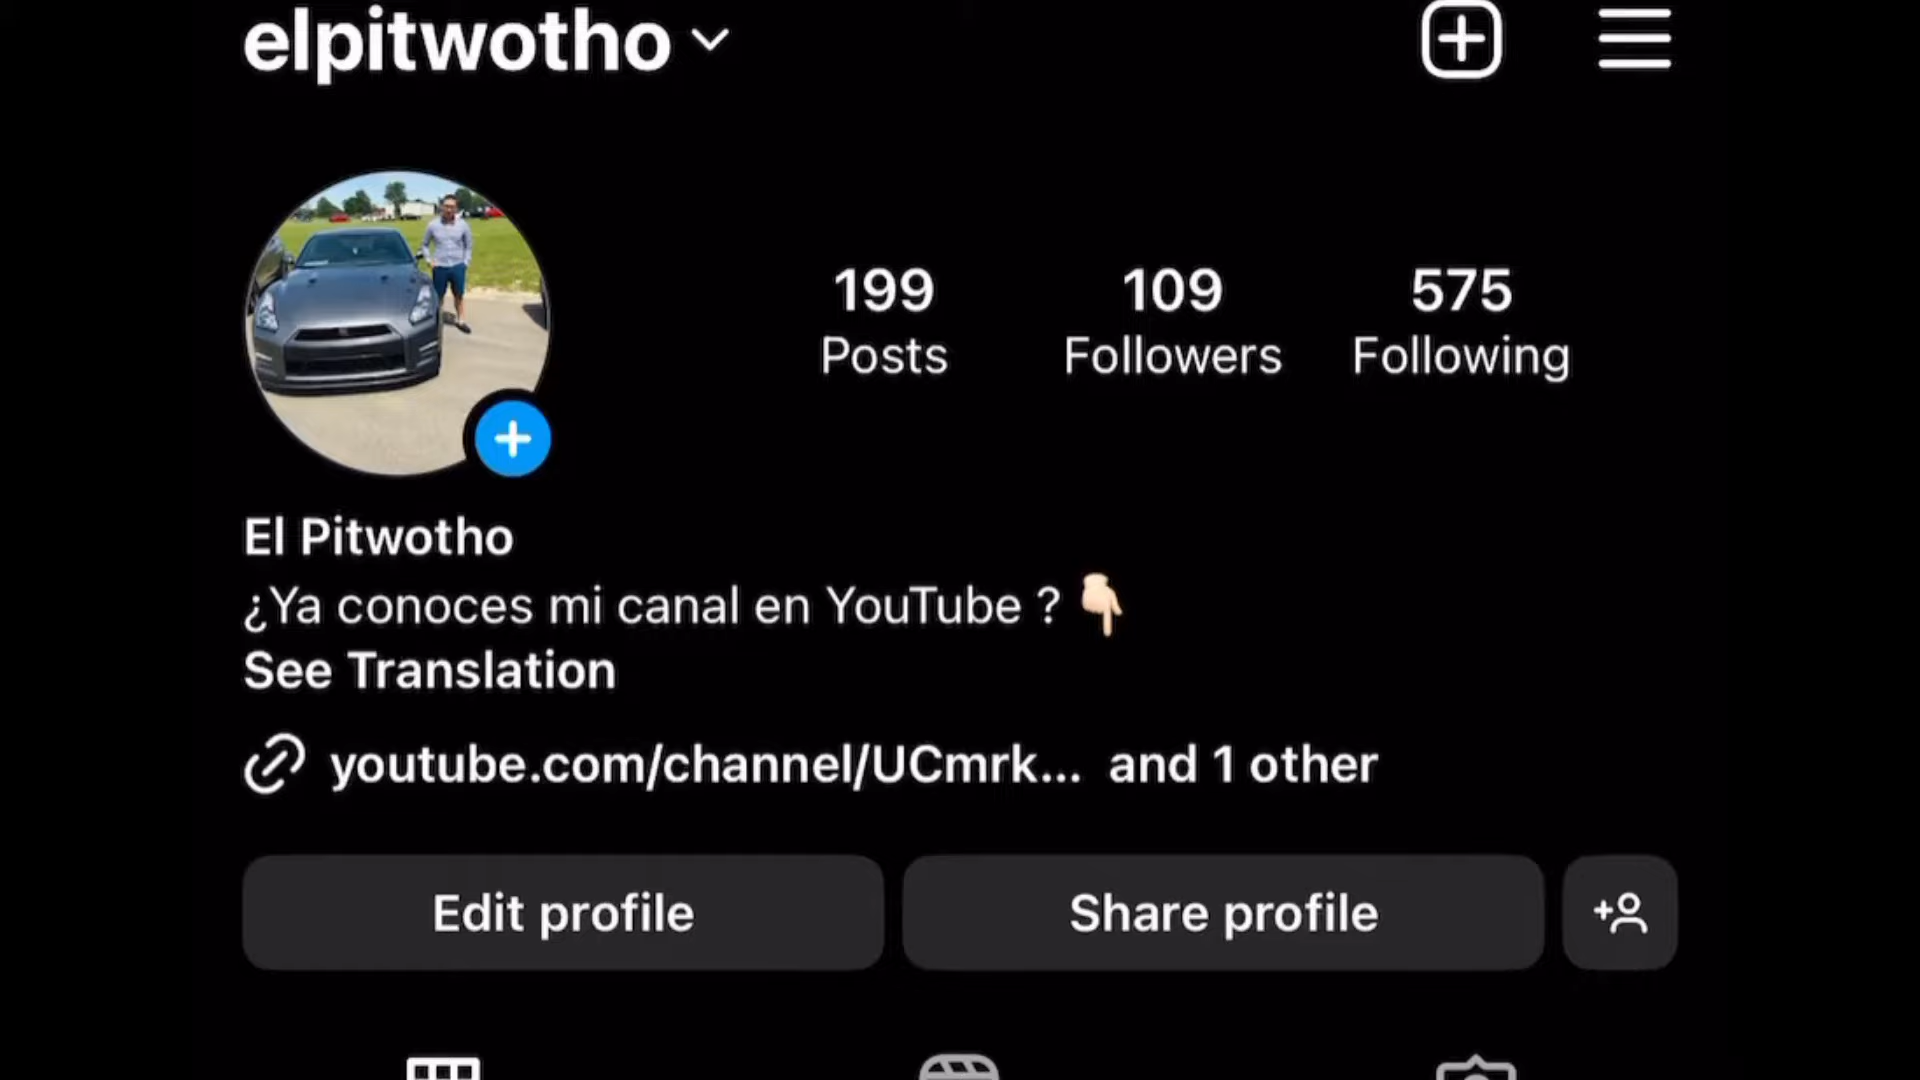 elpitwotho
199 109 575
Posts Followers Following
El Pitwotho
¿Ya conoces mi canal en YouTube ? 👇🏻
See Translation
youtube.com/channel/UCmrk... and 1 other
Edit profile Share profile